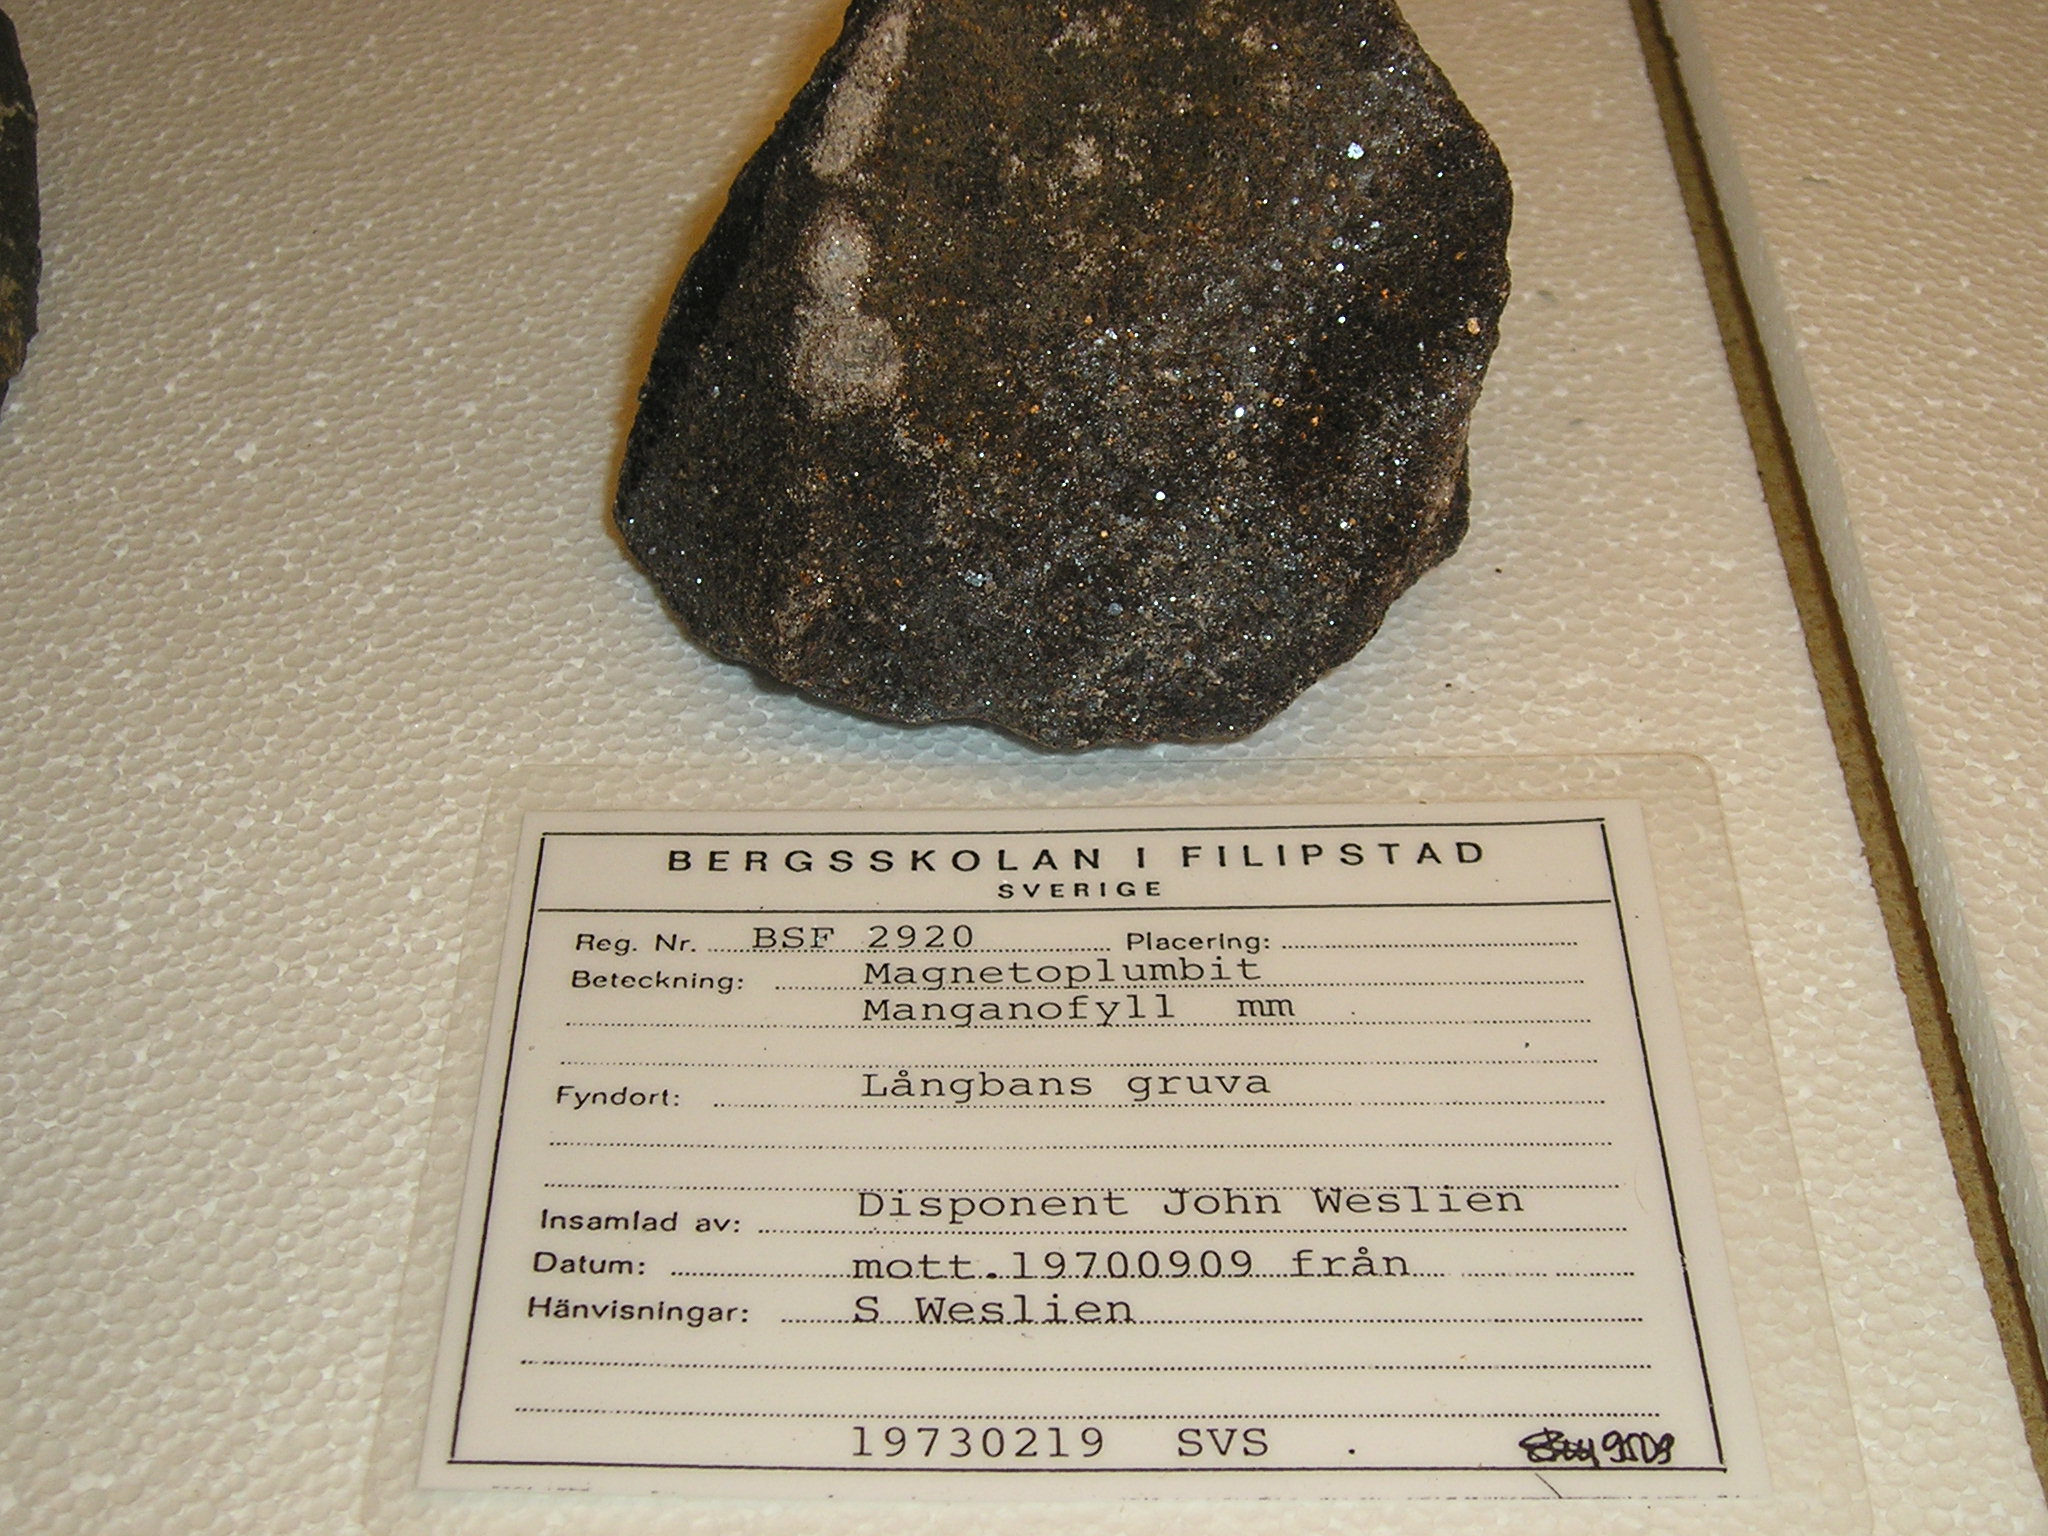 BERGSSKOLAN I FILIPSTAD
SVERIGE
Reg. Nr. BSF 2920 Placering:
Beteckning: Magnetoplumbit
Manganofyll mm
Fyndort: Långbans gruva
Insamlad av: Disponent John Weslien
Datum: mott.19700909 från
Hänvisningar: S Weslien
19730219 SVS .